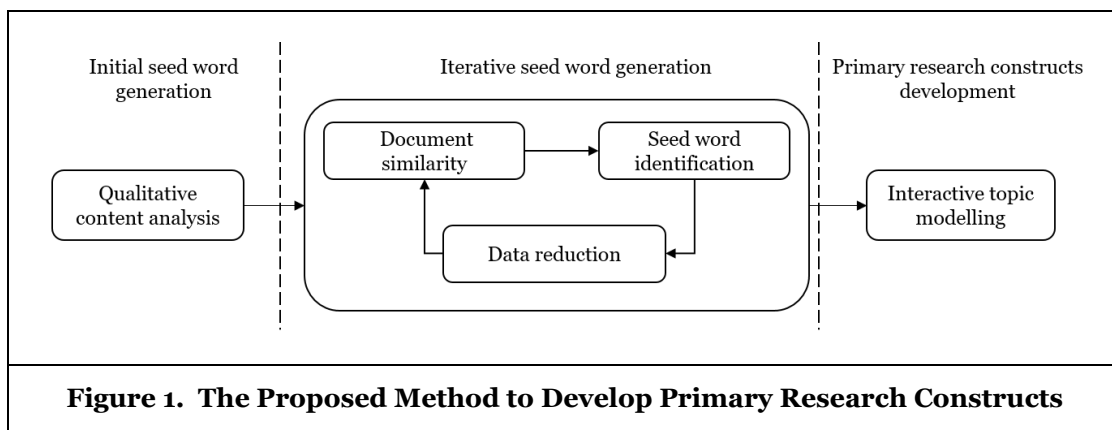 Initial seed word
generation
Iterative seed word generation
Primary research constructs
development
Qualitative
content analysis
Document
similarity
Seed word
identification
Data reduction
Interactive topic
modelling
Figure 1.  The Proposed Method to Develop Primary Research Constructs